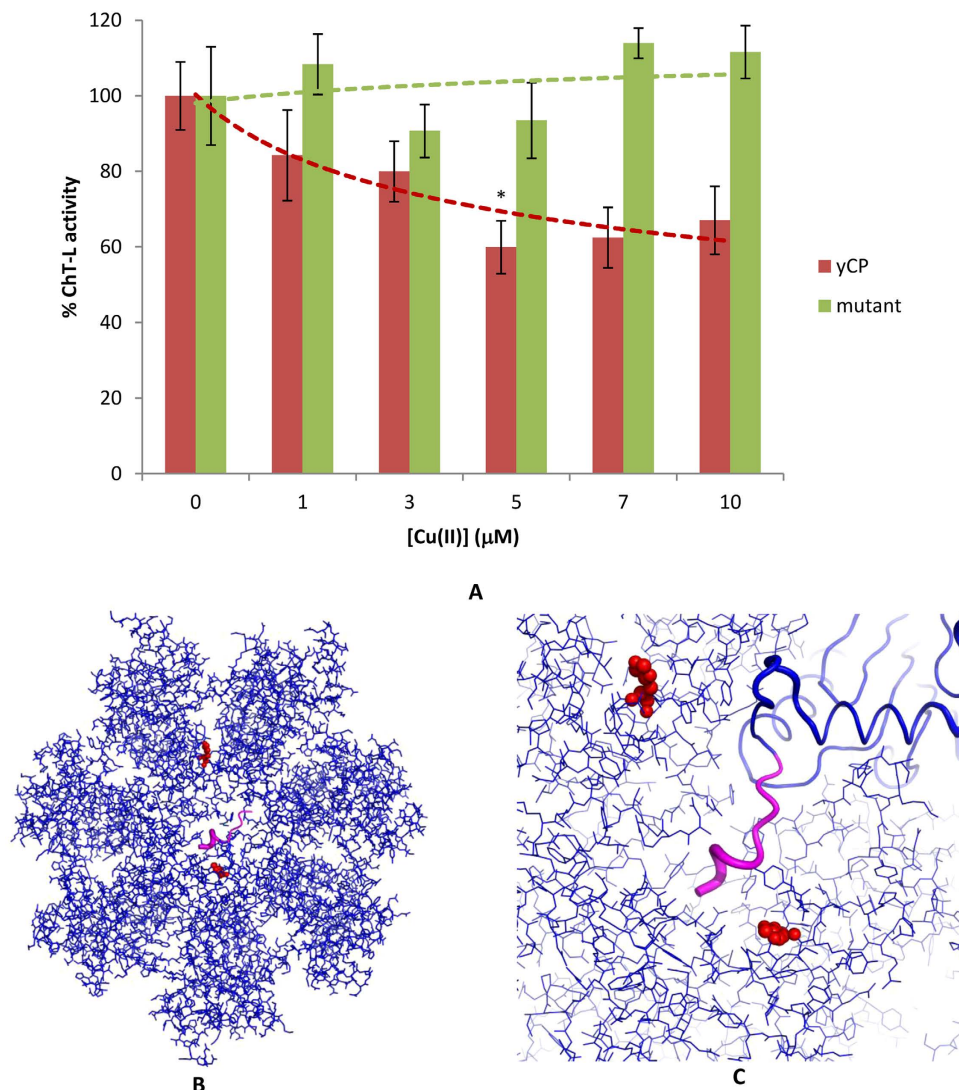 120
100
80
60
40
20
0
% ChT-L activity
*
0 1 3 5 7 10
[Cu(II)] (μM)
yCP
mutant
A
B
C